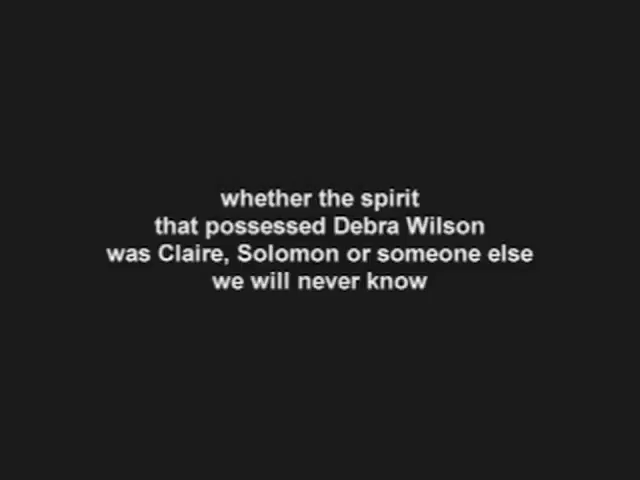 whether the spirit
that possessed Debra Wilson
was Claire, Solomon or someone else
we will never know